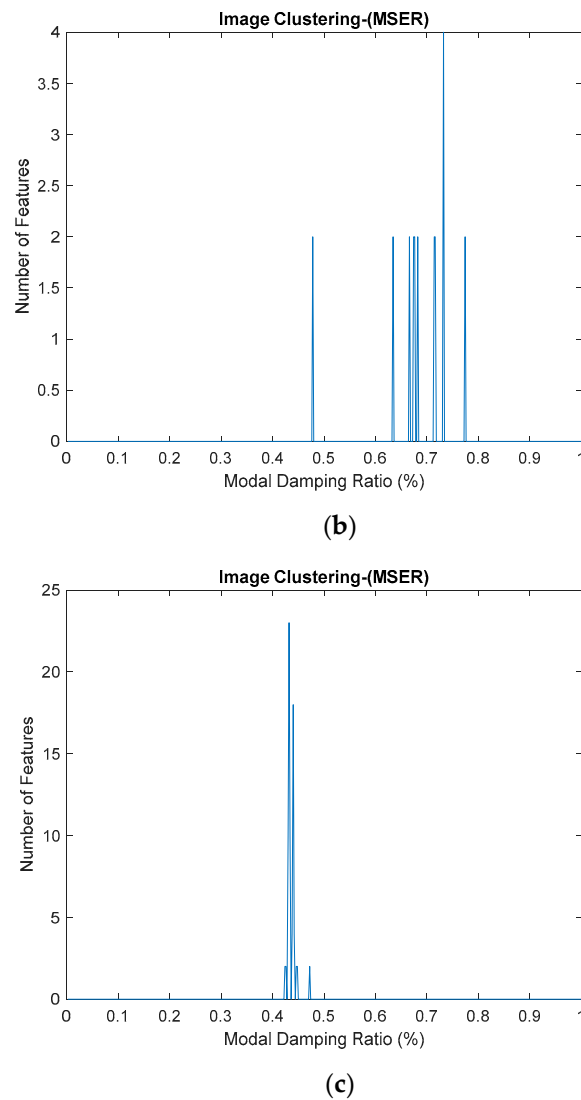 Image Clustering-(MSER)
4
3.5
3
2.5
2
1.5
1
0.5
0
Number of Features
0 0.1 0.2 0.3 0.4 0.5 0.6 0.7 0.8 0.9 1
Modal Damping Ratio (%)
(b)
Image Clustering-(MSER)
25
20
15
10
5
0
Number of Features
0 0.1 0.2 0.3 0.4 0.5 0.6 0.7 0.8 0.9 1
Modal Damping Ratio (%)
(c)